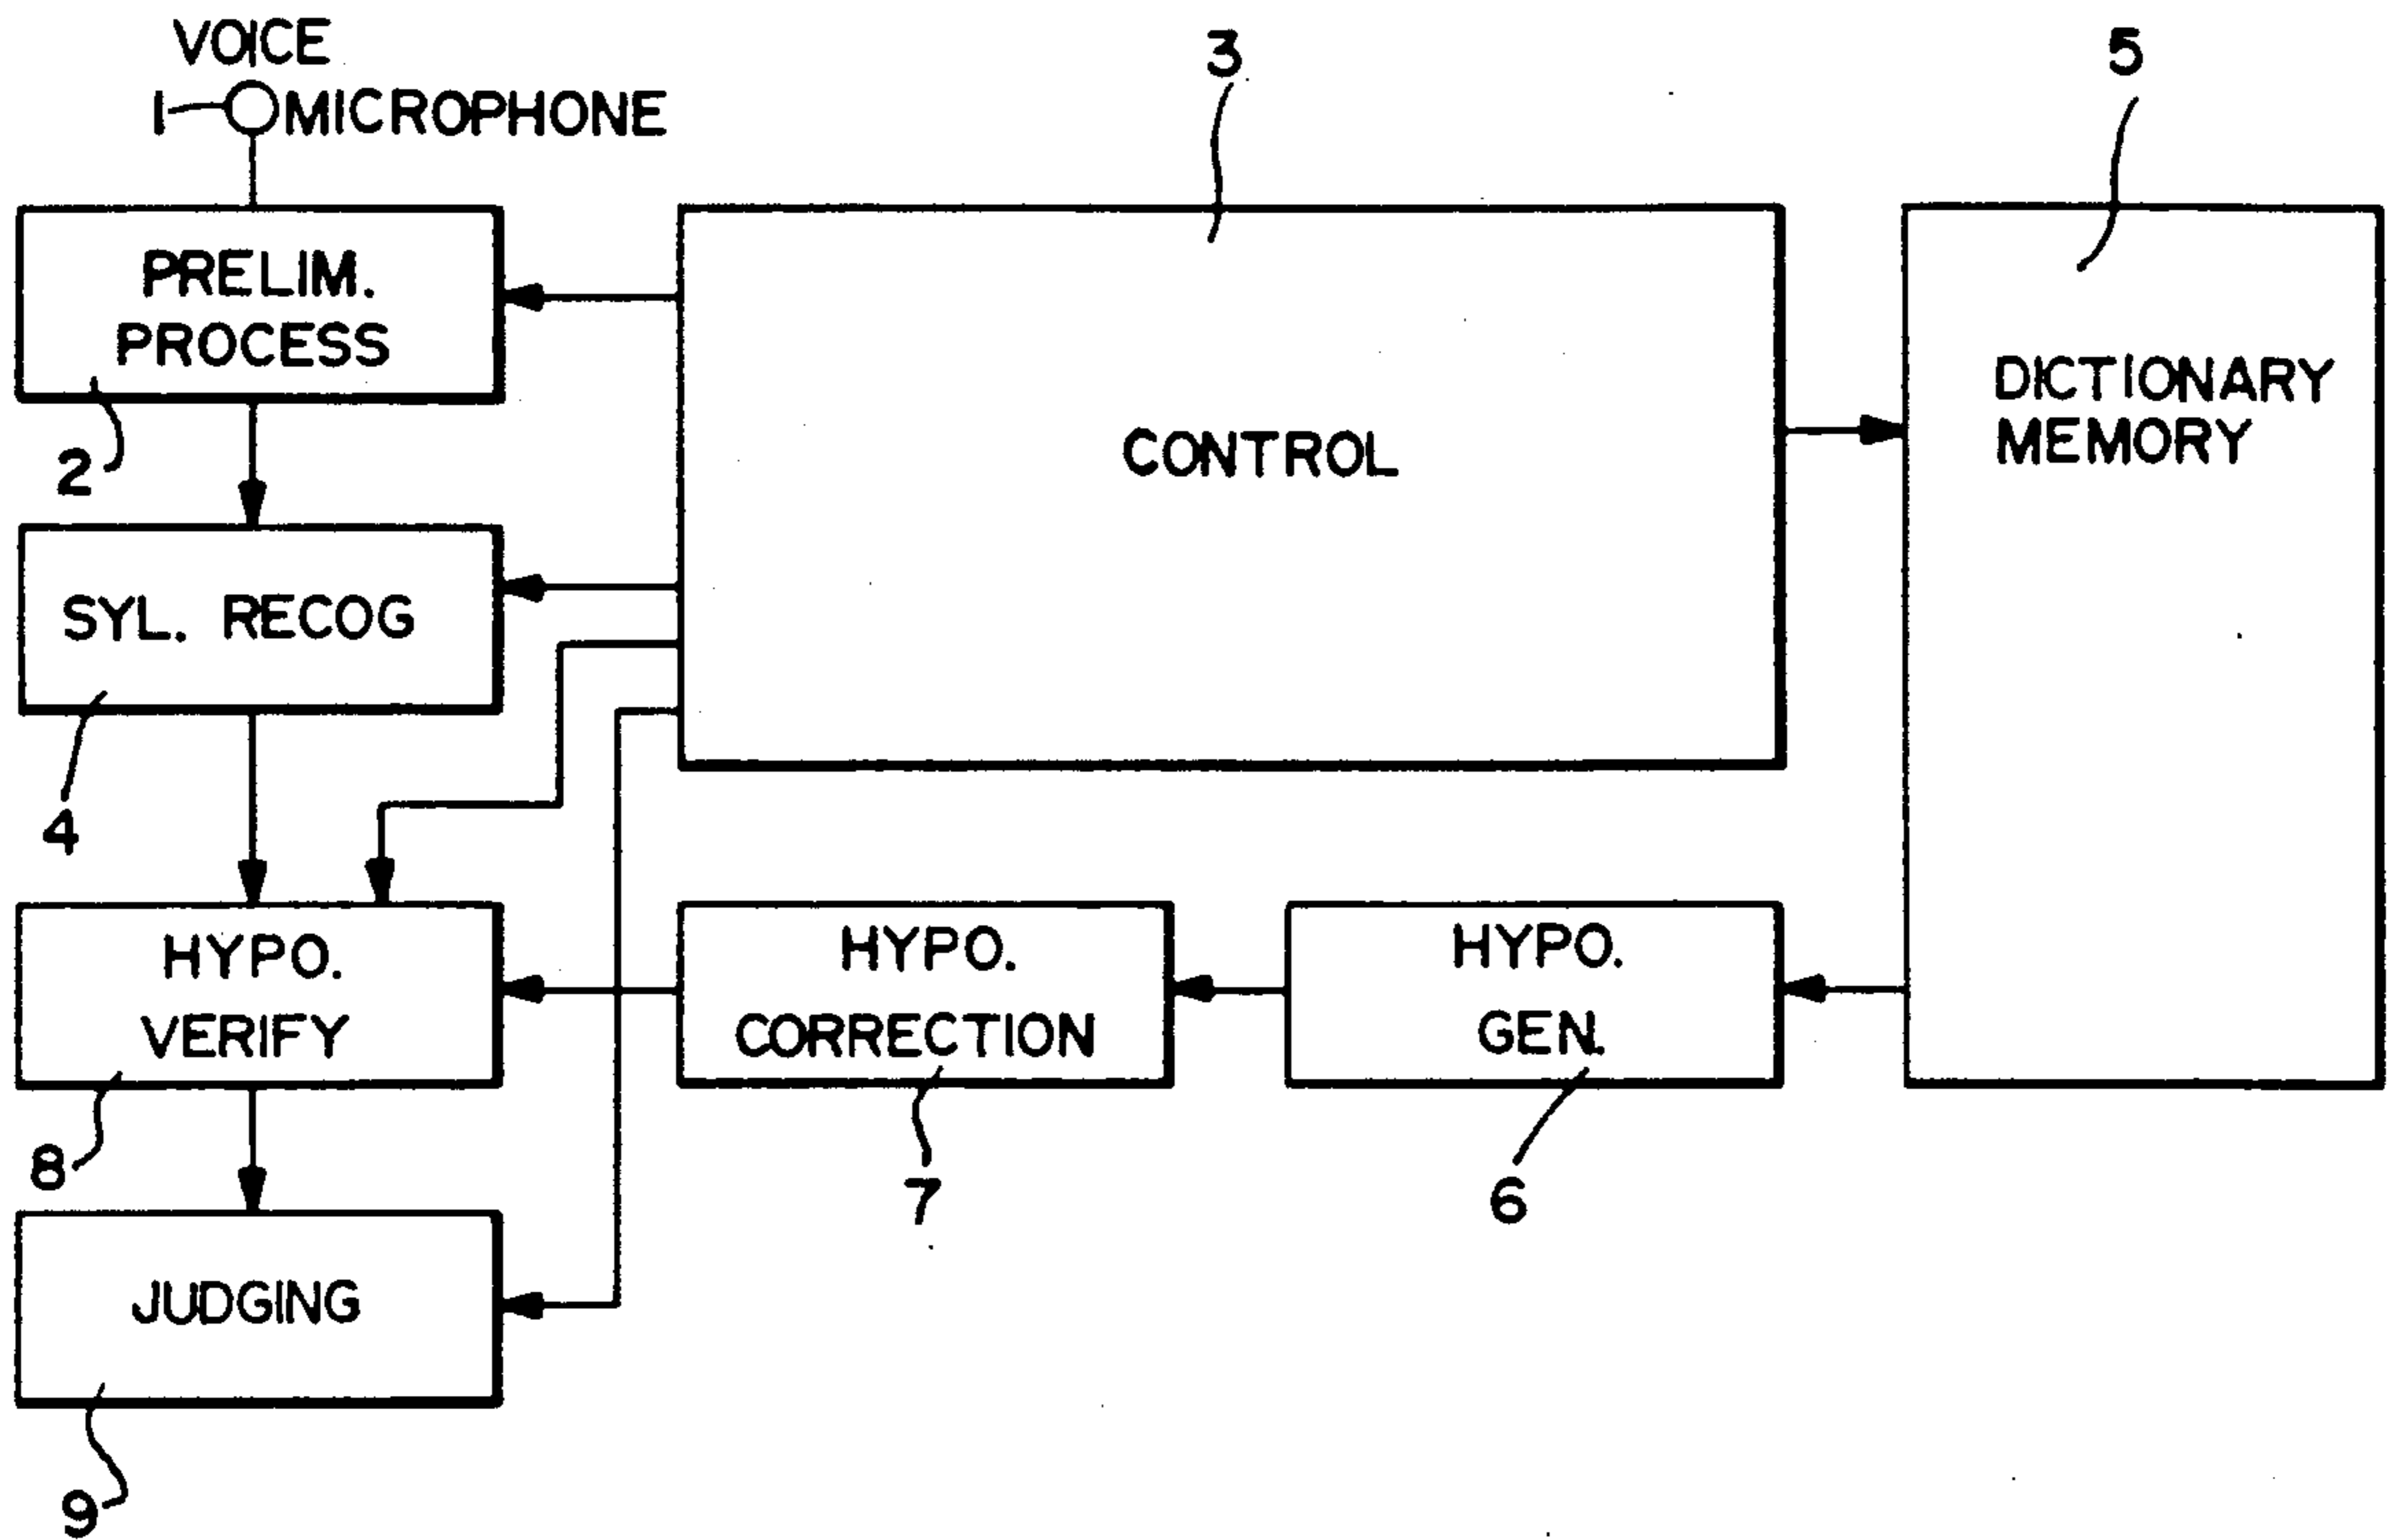 VOICE
3
5
1
MICROPHONE
PRELIM.
PROCESS
2
CONTROL
DICTIONARY
MEMORY
SYL. RECOG
4
HYPO.
VERIFY
8
HYPO.
CORRECTION
7
HYPO.
GEN.
6
JUDGING
9